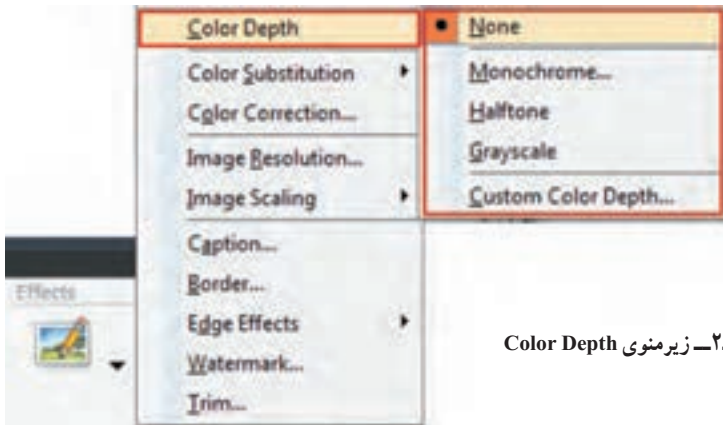 Color Depth
Color Substitution
Color Correction...
Image Resolution...
Image Scaling
Caption...
Border...
Edge Effects
Watermark...
Trim...
None
Monochrome...
Halftone
Grayscale
Custom Color Depth...
Effects
2ــ زیرمنوی Color Depth